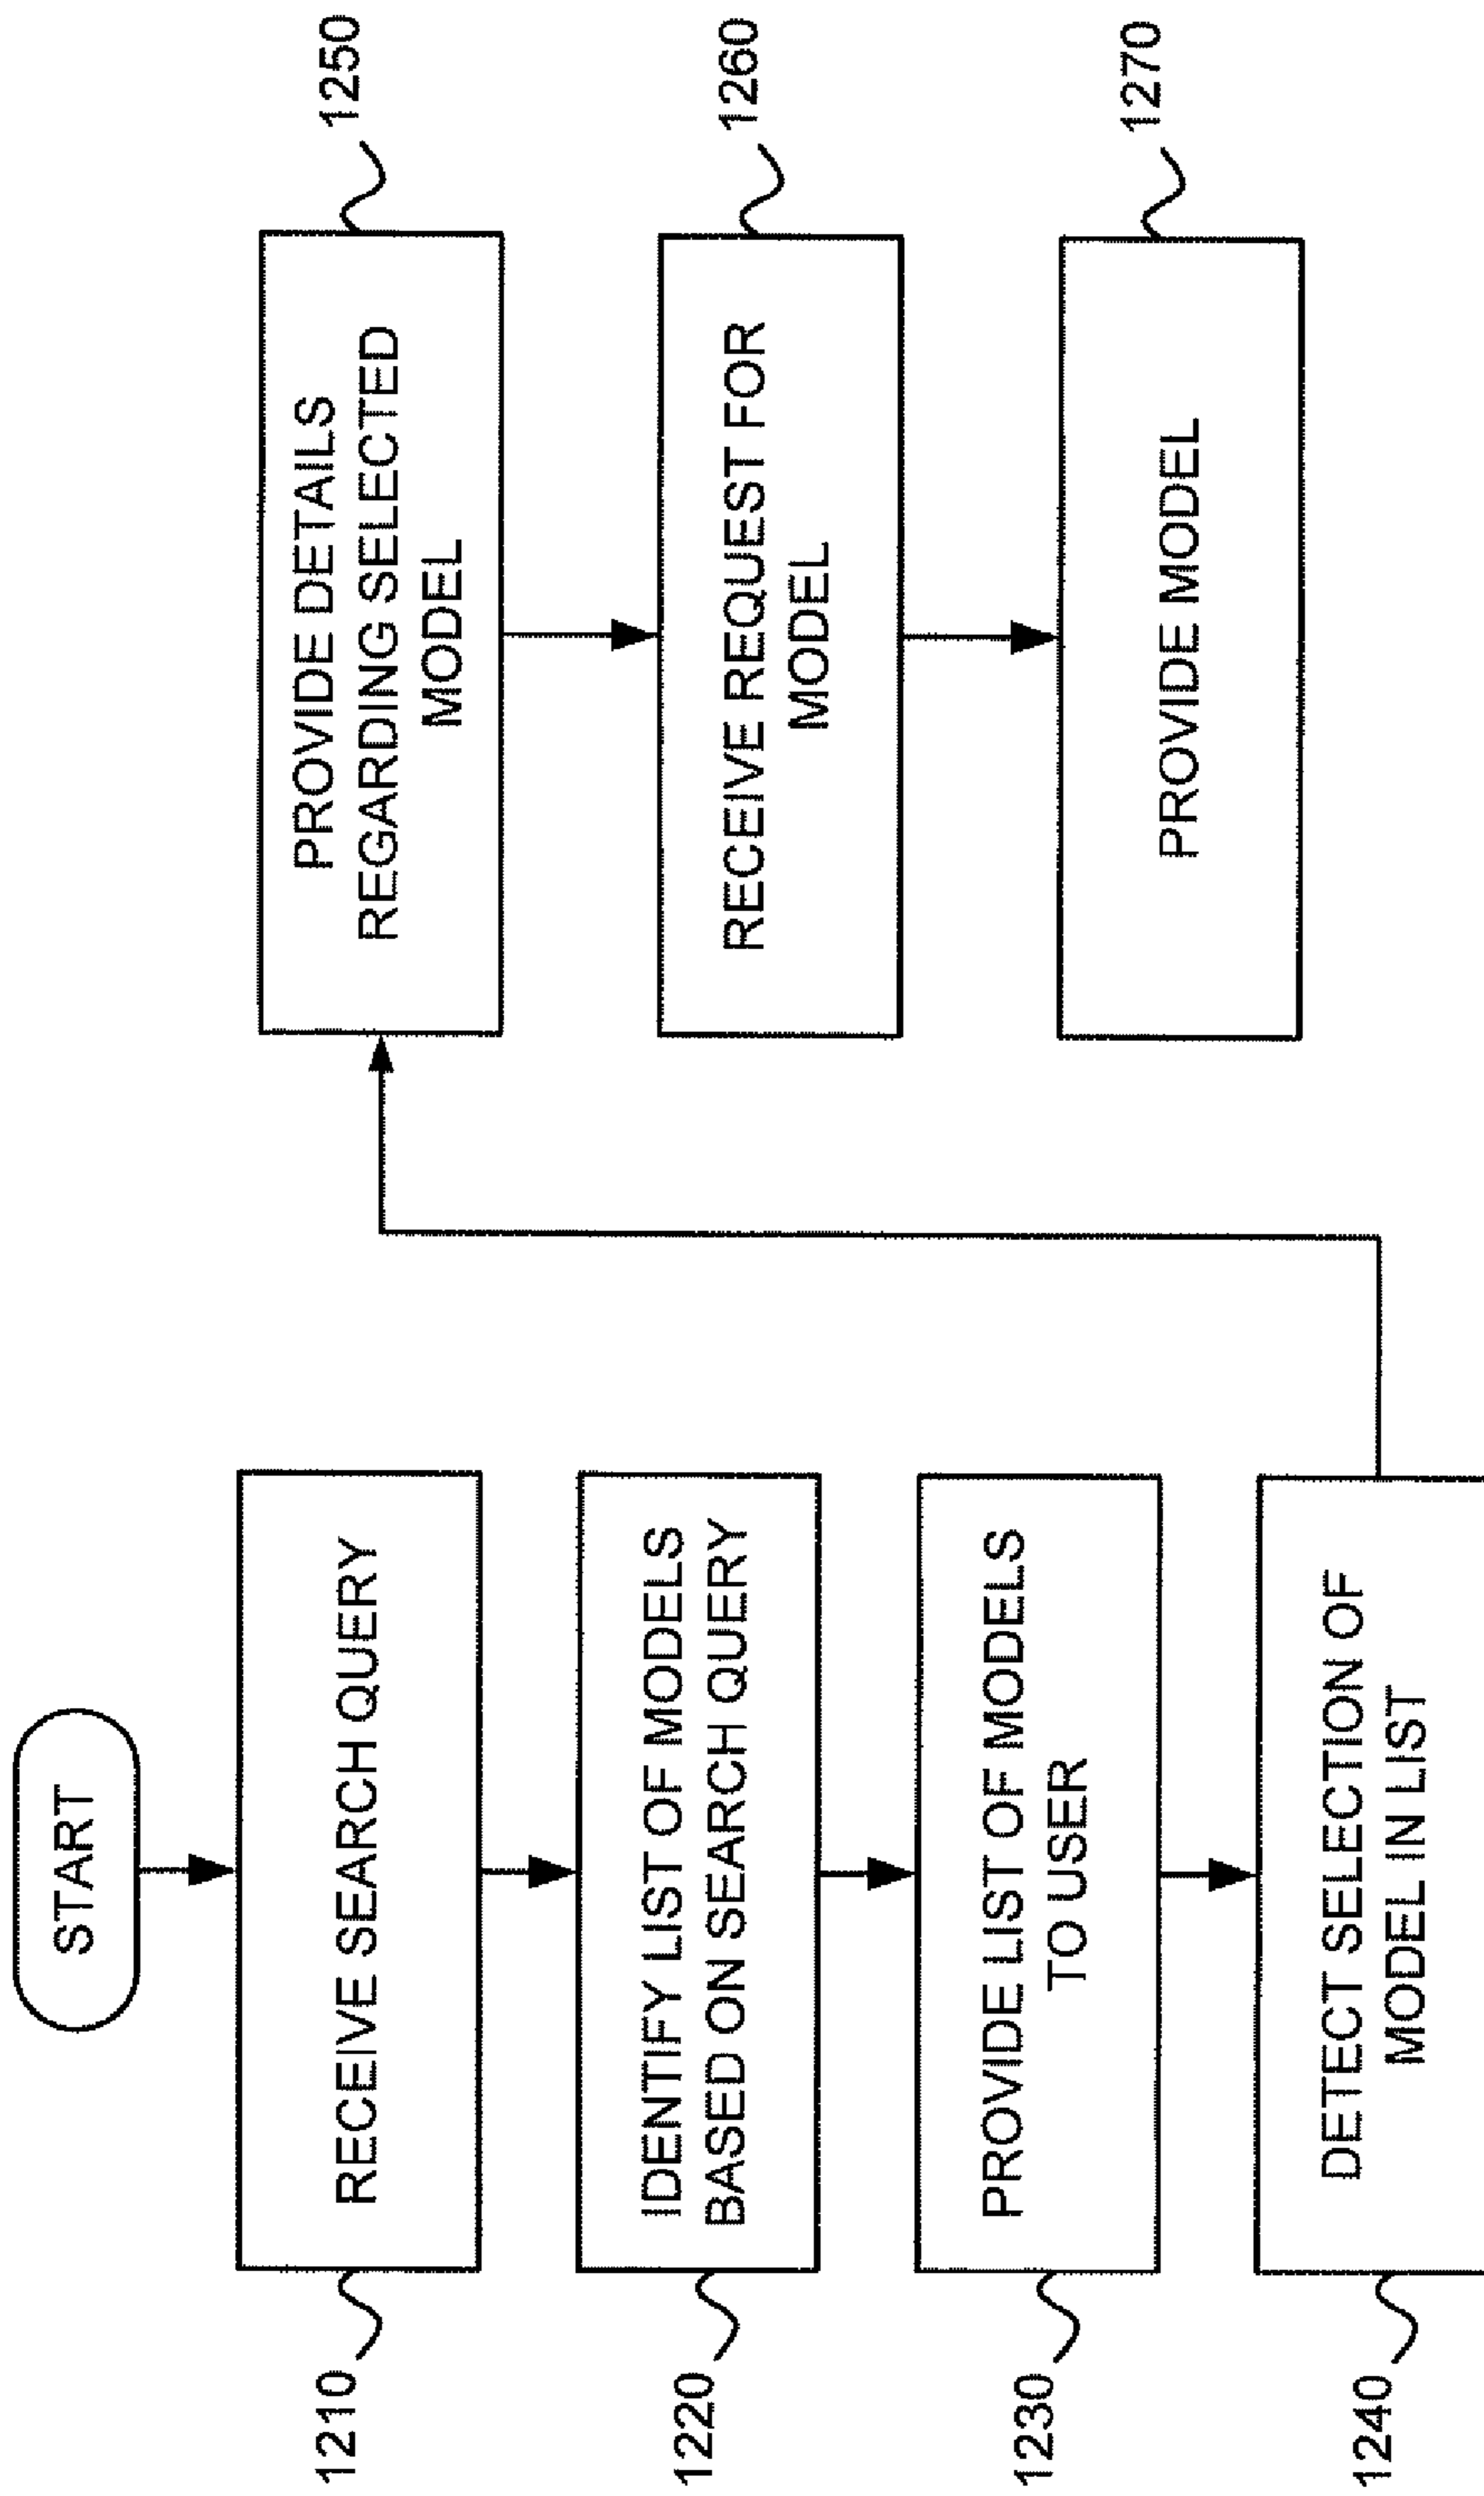 START
1210
RECEIVE SEARCH QUERY
1220
IDENTIFY LIST OF MODELS
BASED ON SEARCH QUERY
1230
PROVIDE LIST OF MODELS
TO USER
1240
DETECT SELECTION OF
MODEL IN LIST
PROVIDE DETAILS
REGARDING SELECTED
MODEL
1250
RECEIVE REQUEST FOR
MODEL
1260
PROVIDE MODEL
1270